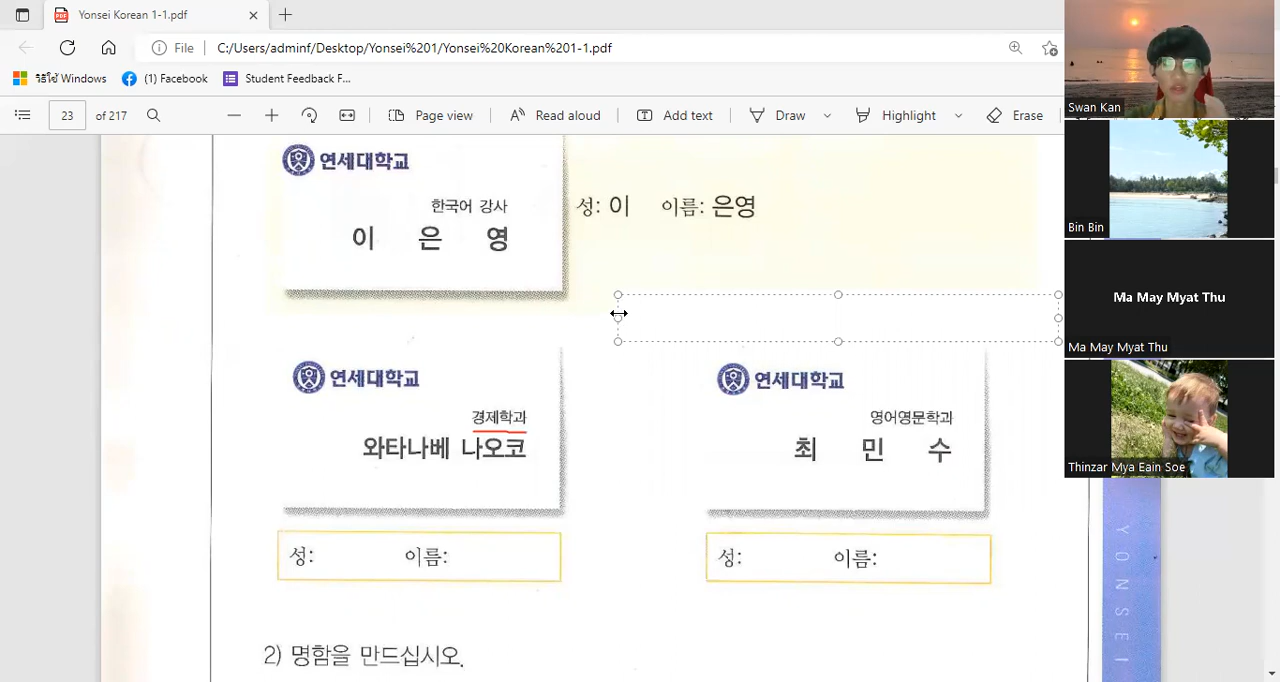 Yonsei Korean 1-1.pdf
File
C:/Users/adminf/Desktop/Yonsei%201/Yonsei%20Korean%201-1.pdf
วิธีใช้ Windows
(1) Facebook
Student Feedback F...
23
of 217
Page view
Read aloud
Add text
Draw
Highlight
Erase
연세대학교
한국어 강사
이 은 영
성: 이 이름: 은영
연세대학교
경제학과
와타나베 나오코
성: 이름:
연세대학교
영어영문학과
최 민 수
성: 이름:
2) 명함을 만드십시오.
YONSEI
Swan Kan
Bin Bin
Ma May Myat Thu
Ma May Myat Thu
Thinzar Mya Eain Soe